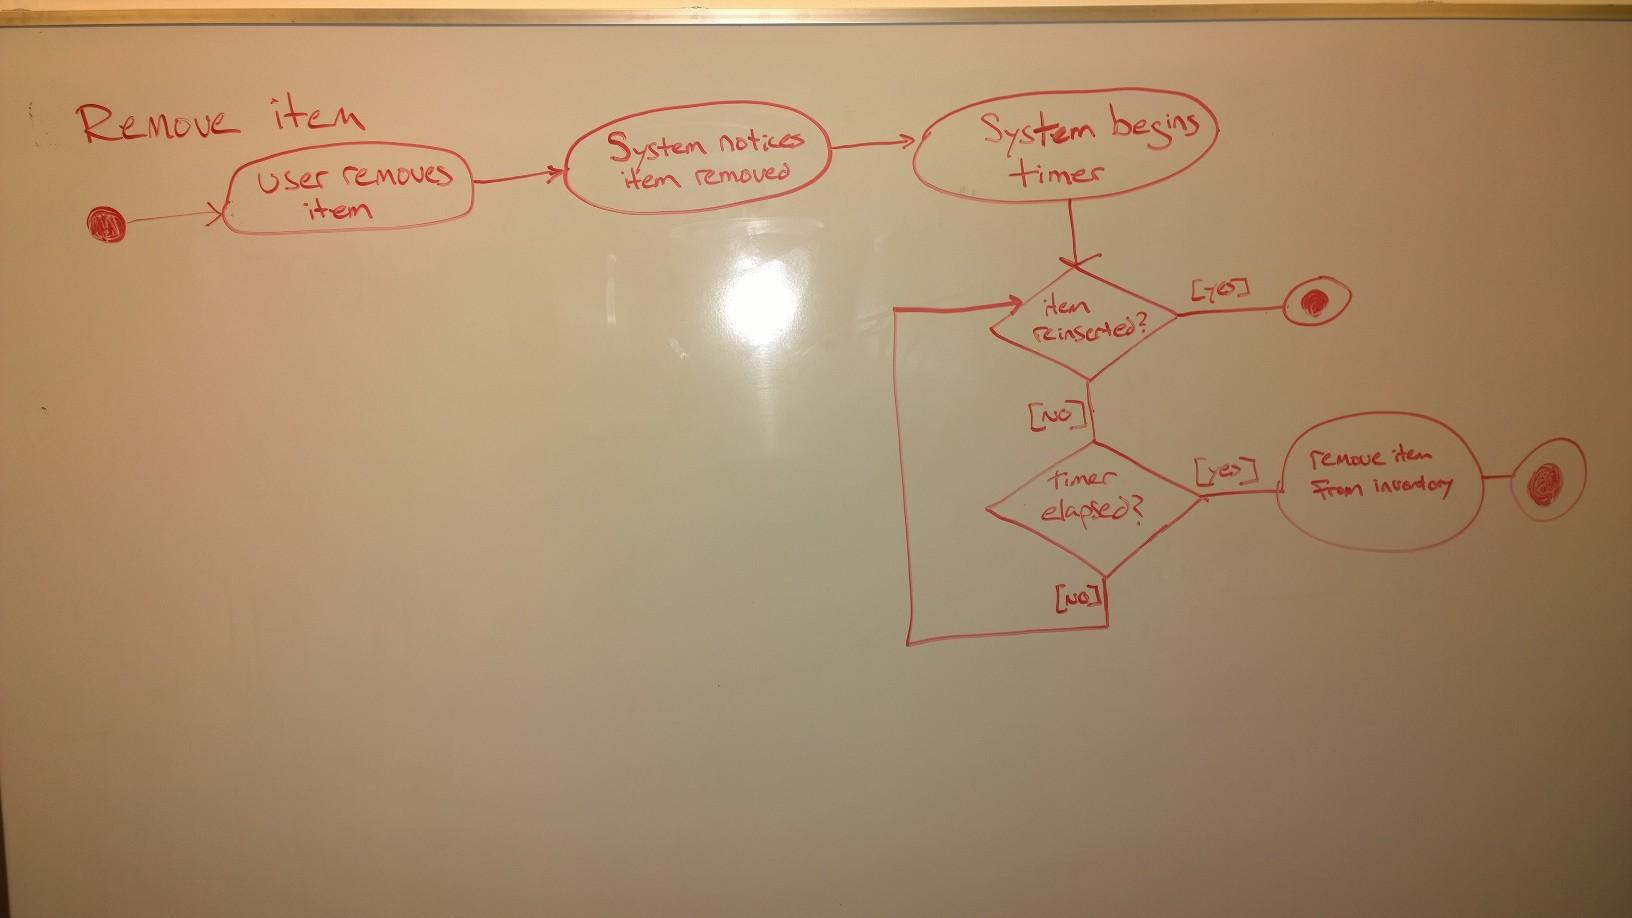 Remove item
User removes
item
System notices
item removed
System begins
timer
item
reinserted?
[yes]
[NO]
timer
elapsed?
[yes]
remove item
from inventory
[NO]